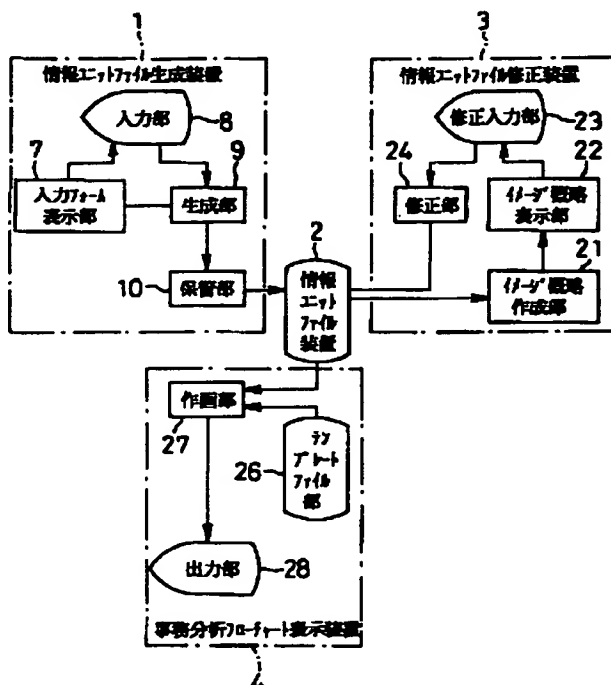 1
情報ユニットファイル生成装置
入力部
8
7
入力フォーム
表示部
9
生成部
10
保管部
2
情報
ユニット
ファイル
装置
3
情報ユニットファイル修正装置
修正入力部
23
24
修正部
22
イメージ概略
表示部
21
イメージ概略
作成部
作画部
27
テン
プレート
ファイル
部
26
出力部
28
事務分析フローチャート表示装置
4